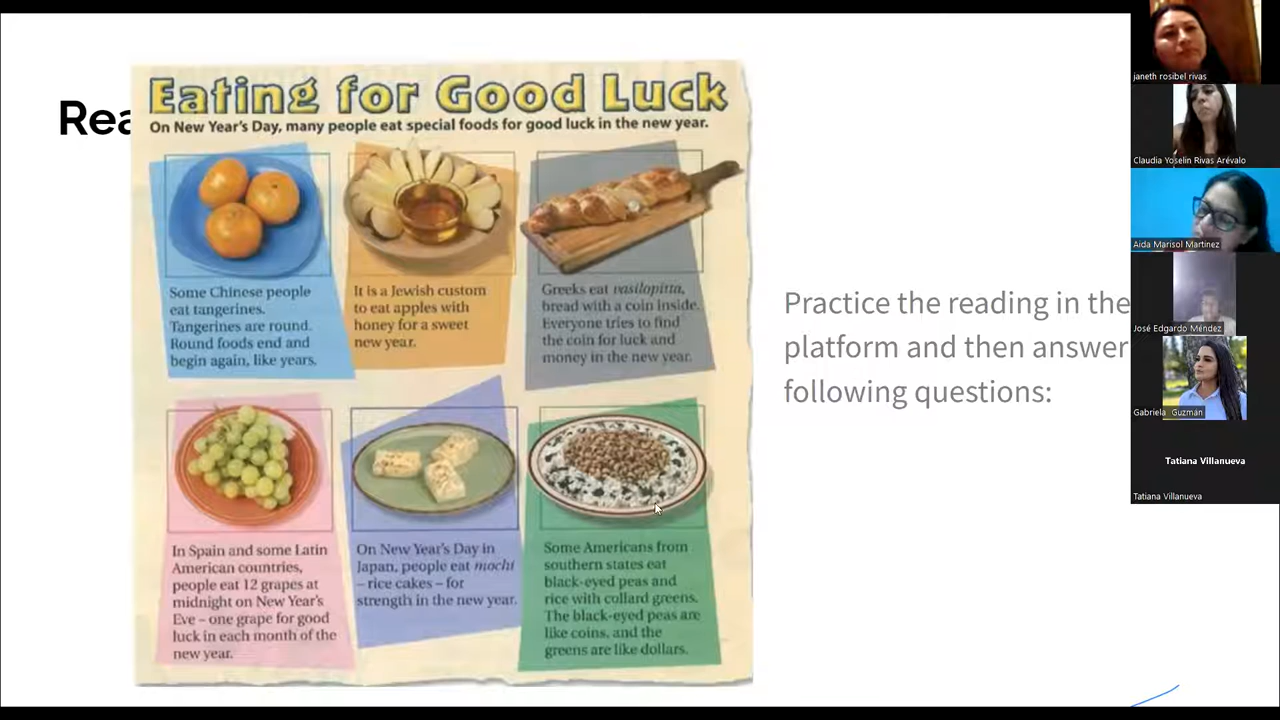 Rea
Eating for Good Luck
On New Year's Day, many people eat special foods for good luck in the new year.
Some Chinese people
eat tangerines.
Tangerines are round.
Round foods end and
begin again, like years.
It is a Jewish custom
to eat apples with
honey for a sweet
new year.
Greeks eat vasilopitta,
bread with a coin inside.
Everyone tries to find
the coin for luck and
money in the new year.
In Spain and some Latin
American countries,
people eat 12 grapes at
midnight on New Year's
Eve – one grape for good
luck in each month of the
new year.
On New Year's Day in
Japan, people eat mochi
– rice cakes – for
strength in the new year.
Some Americans from
southern states eat
black-eyed peas and
rice with collard greens.
The black-eyed peas are
like coins, and the
greens are like dollars.
Practice the reading in the
platform and then answer
following questions:
janeth rosibel rivas
Claudia Yoselin Rivas Arévalo
Aida Marisol Martinez
José Edgardo Méndez
Gabriela Guzmán
Tatiana Villanueva
Tatiana Villanueva